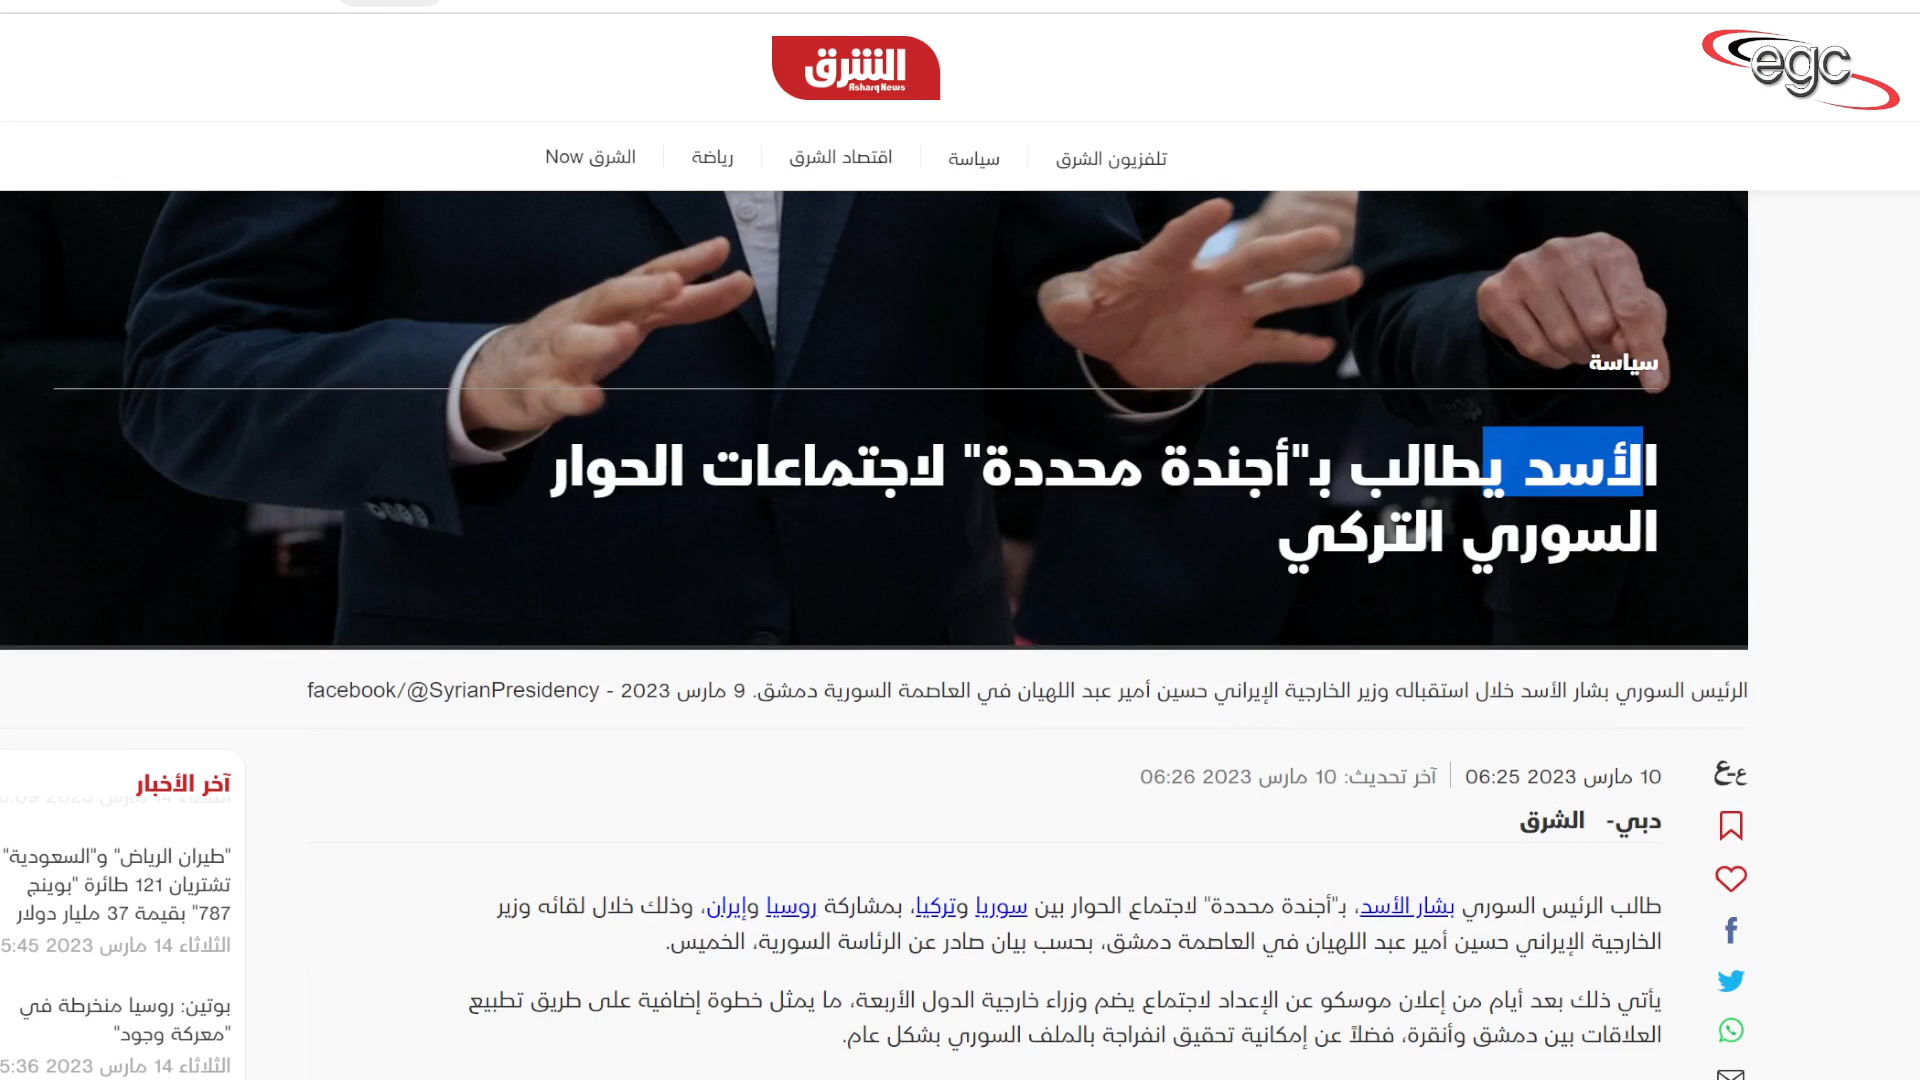 الشرق
Asharq News
egc
تلفزيون الشرق
سياسة
اقتصاد الشرق
رياضة
الشرق Now
سياسة
الأسد يطالب بـ"أجندة محددة" لاجتماعات الحوار
السوري التركي
الرئيس السوري بشار الأسد خلال استقباله وزير الخارجية الإيراني حسين أمير عبد اللهيان في العاصمة السورية دمشق. 9 مارس 2023 - facebook/@SyrianPresidency
10 مارس 2023 06:25
آخر تحديث: 10 مارس 2023 06:26
دبي- الشرق
طالب الرئيس السوري بشار الأسد، بـ"أجندة محددة" لاجتماع الحوار بين سوريا وتركيا، بمشاركة روسيا وإيران، وذلك خلال لقائه وزير
الخارجية الإيراني حسين أمير عبد اللهيان في العاصمة دمشق، بحسب بيان صادر عن الرئاسة السورية، الخميس.
يأتي ذلك بعد أيام من إعلان موسكو عن الإعداد لاجتماع يضم وزراء خارجية الدول الأربعة، ما يمثل خطوة إضافية على طريق تطبيع
العلاقات بين دمشق وأنقرة، فضلاً عن إمكانية تحقيق انفراجة بالملف السوري بشكل عام.
ع-ع
آخر الأخبار
"طيران الرياض" و"السعودية"
تشتريان 121 طائرة "بوينج
787" بقيمة 37 مليار دولار
الثلاثاء 14 مارس 2023 5:45
بوتين: روسيا منخرطة في
"معركة وجود"
الثلاثاء 14 مارس 2023 5:36